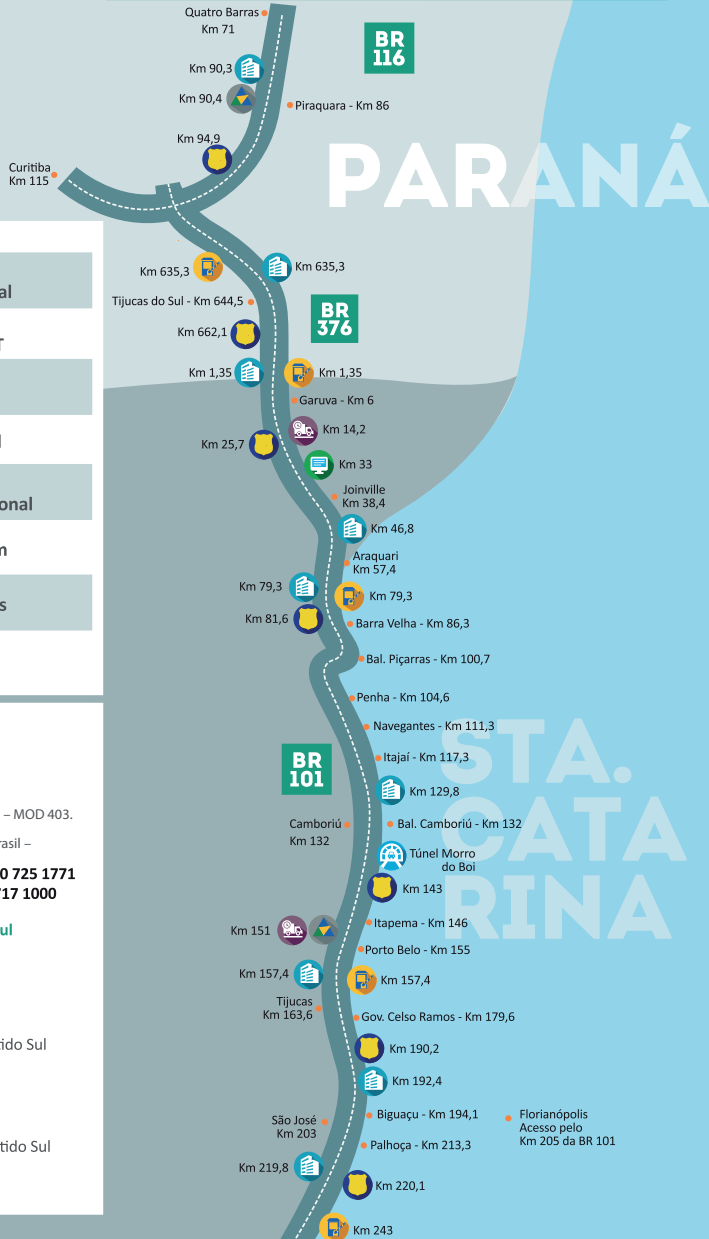 Quatro Barras
Km 71
BR
116
Km 90,3
Km 90,4
Piraquara - Km 86
Km 94,9
PARANÁ
Curitiba
Km 115
Km 635,3
Km 635,3
Tijucas do Sul - Km 644,5
BR
376
Km 662,1
Km 1,35
Km 1,35
Garuva - Km 6
Km 14,2
Km 25,7
Km 33
Joinville
Km 38,4
Km 46,8
Araquari
Km 57,4
Km 79,3
Km 79,3
Km 81,6
Barra Velha - Km 86,3
Bal. Piçarras - Km 100,7
Penha - Km 104,6
Navegantes - Km 111,3
STA.
CATA
RINA
Itajaí - Km 117,3
BR
101
Km 129,8
Camboriú
Km 132
Bal. Camboriú - Km 132
Túnel Morro
do Boi
Km 143
Itapema - Km 146
Km 151
Porto Belo - Km 155
Km 157,4
Km 157,4
Tijucas
Km 163,6
Gov. Celso Ramos - Km 179,6
Km 190,2
Km 192,4
Biguaçu - Km 194,1
Florianópolis
Acesso pelo
Km 205 da BR 101
São José
Km 203
Palhoça - Km 213,3
Km 219,8
Km 220,1
Km 243
al
T
onal
m
s
– MOD 403.
rasil –
0 725 1771
717 1000
ul
tido Sul
tido Sul